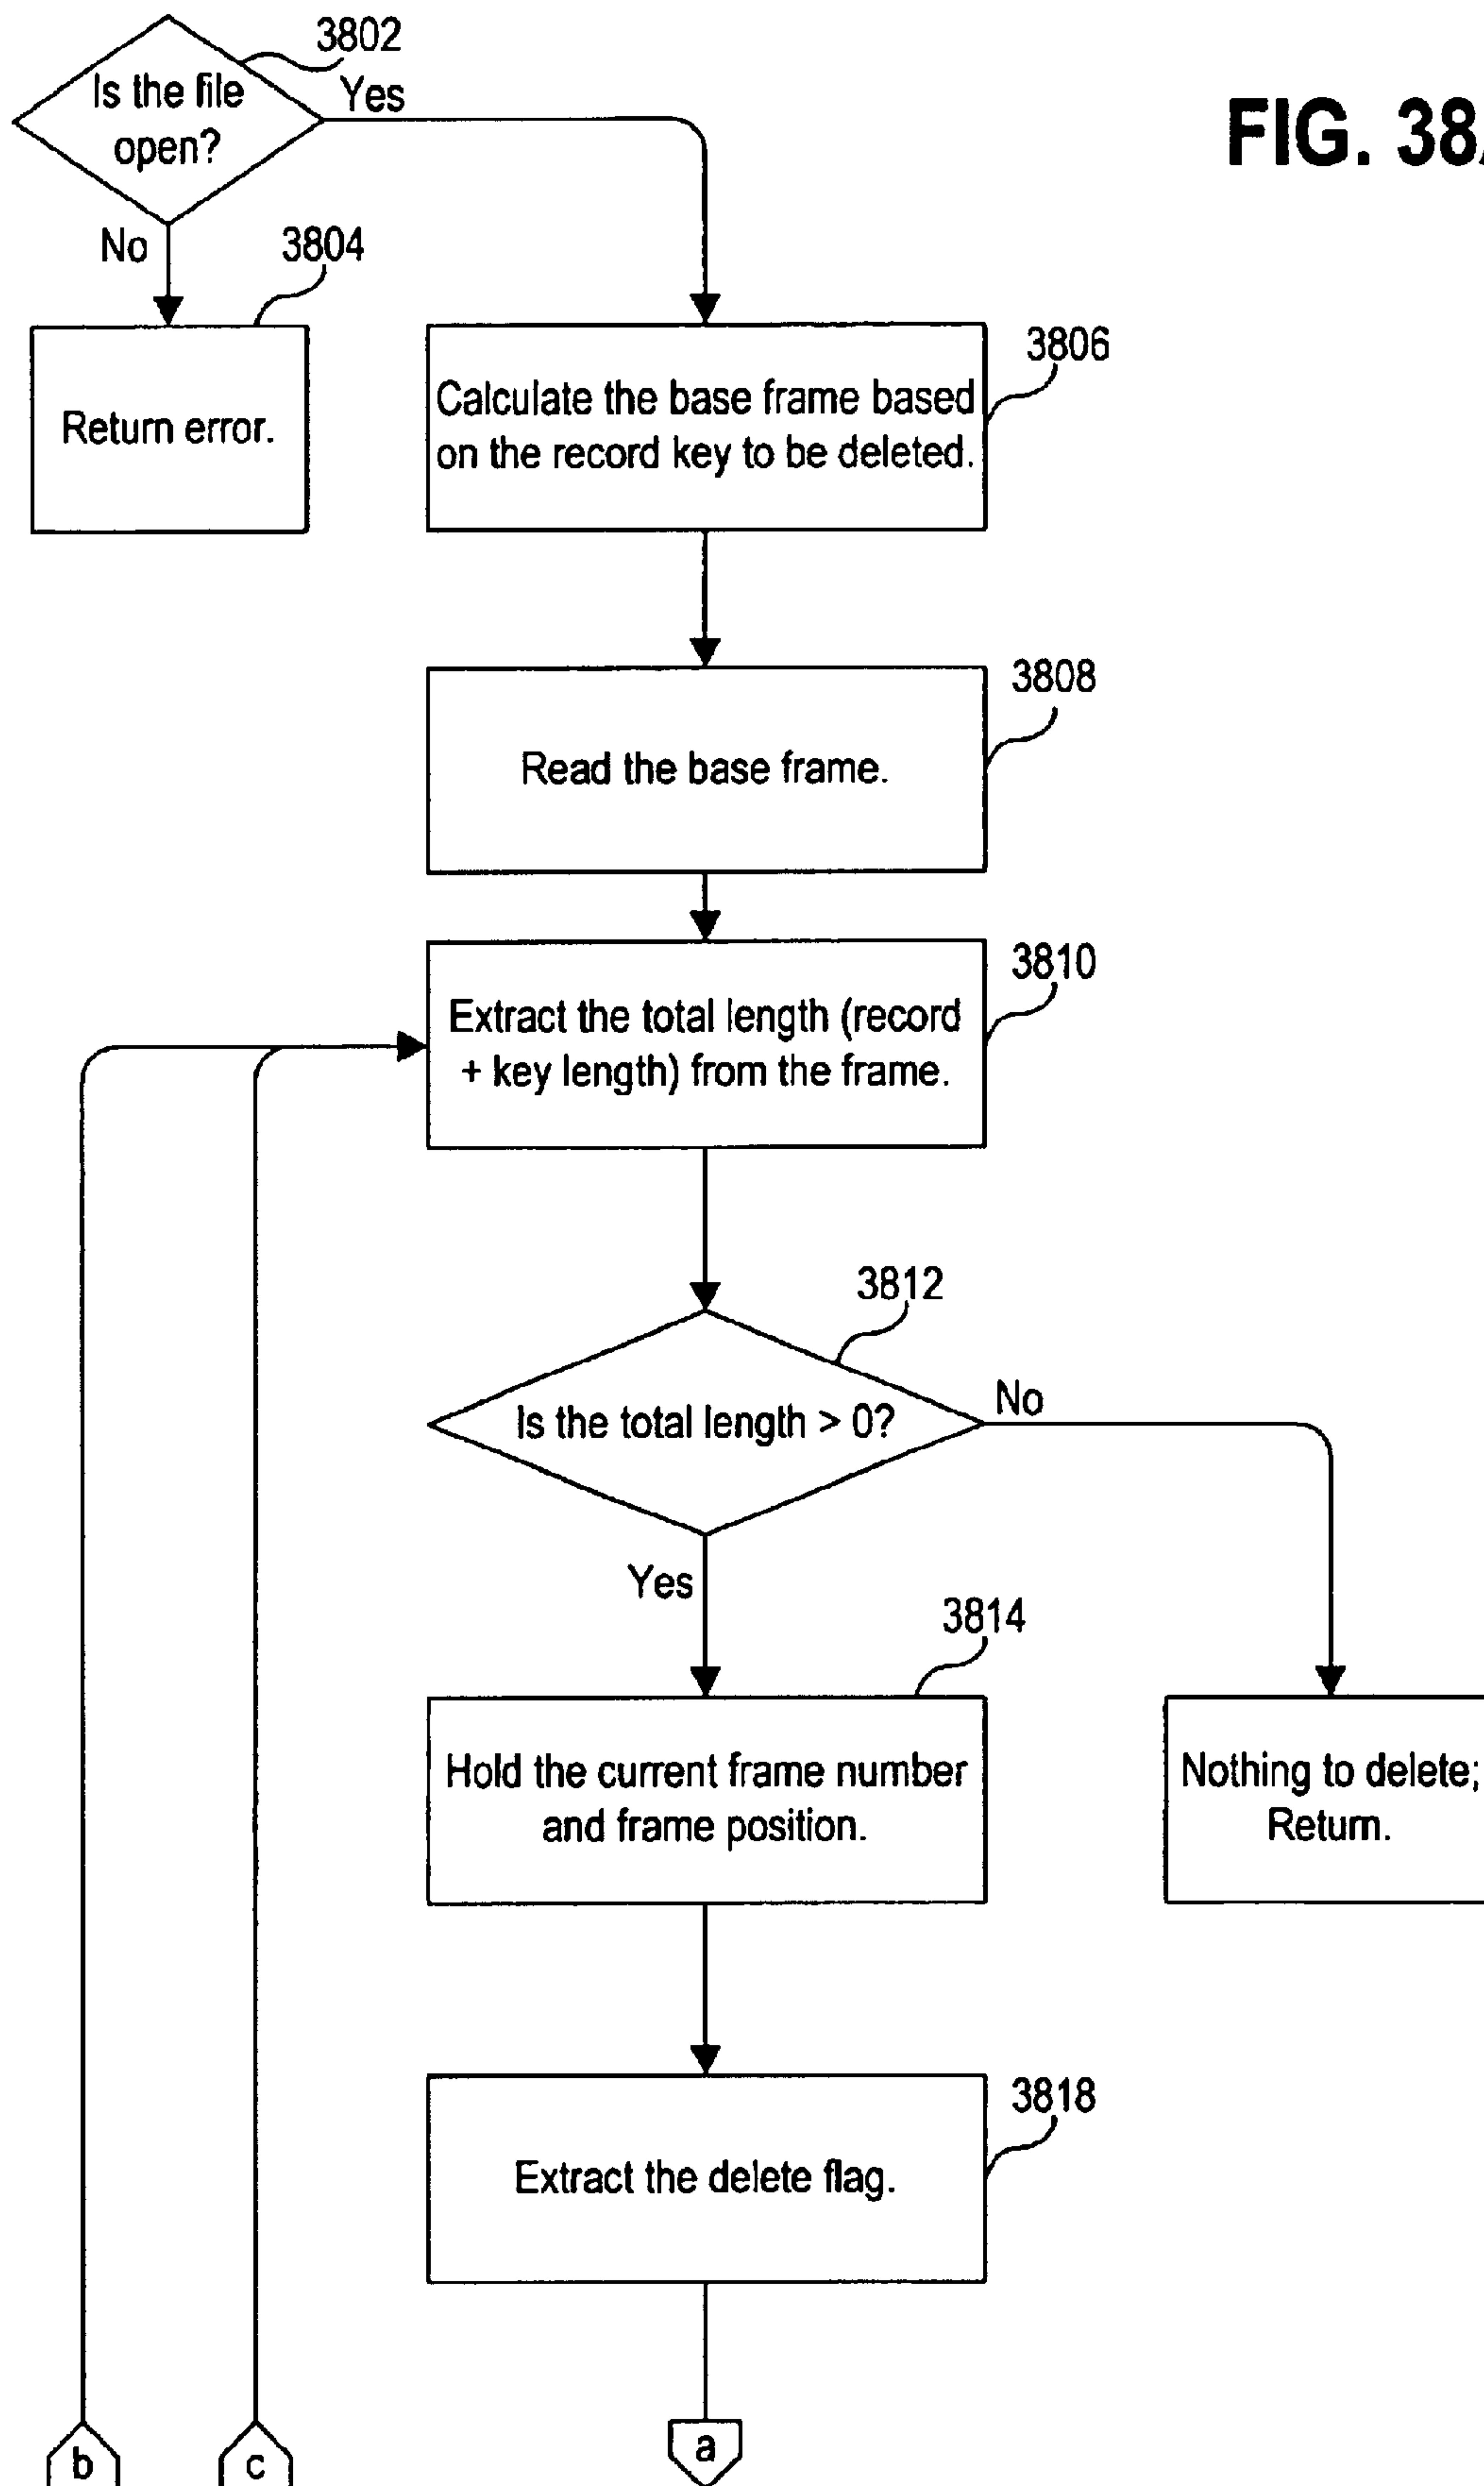 3802
Is the file
open?
Yes
FIG. 38A
No
3804
Return error.
3806
Calculate the base frame based
on the record key to be deleted.
3808
Read the base frame.
3810
Extract the total length (record
+ key length) from the frame.
3812
Is the total length > 0?
No
Yes
3814
Hold the current frame number
and frame position.
Nothing to delete;
Return.
3818
Extract the delete flag.
b
c
a